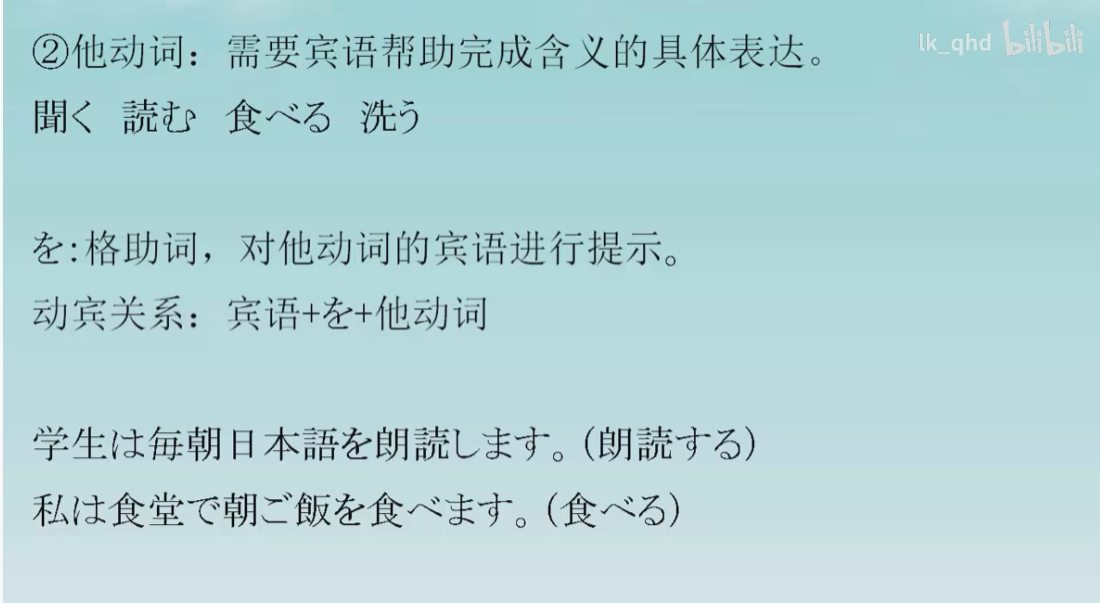 lk_qhd bilibili
②他动词：需要宾语帮助完成含义的具体表达。
聞く 読む 食べる 洗う
を:格助词，对他动词的宾语进行提示。
动宾关系：宾语+を+他动词
学生は毎朝日本語を朗読します。(朗読する)
私は食堂で朝ご飯を食べます。(食べる)